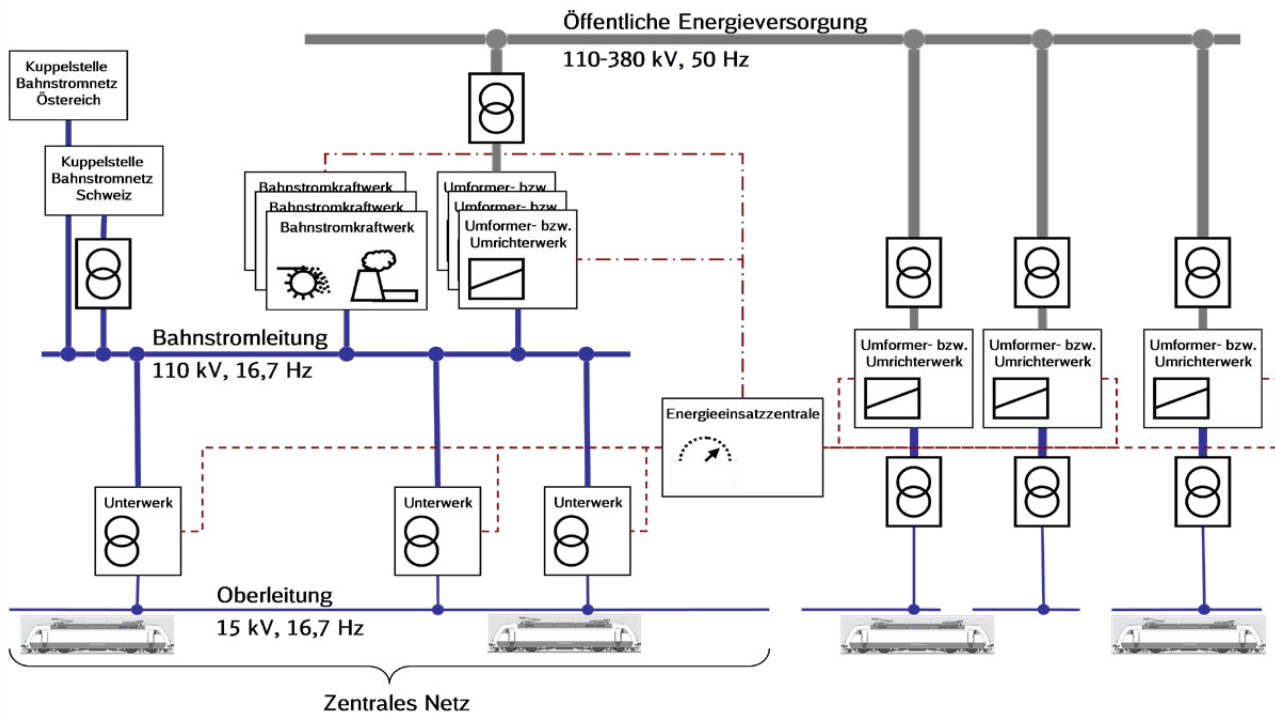 Öffentliche Energieversorgung
110-380 kV, 50 Hz
Kuppelstelle
Bahnstromnetz
Östereich
Kuppelstelle
Bahnstromnetz
Schweiz
Bahnstromkraftwerk
Bahnstromkraftwerk
Bahnstromkraftwerk
Umformer- bzw.
Umformer- bzw.
Umformer- bzw.
Umrichterwerk
Bahnstromleitung
110 kV, 16,7 Hz
Umformer- bzw.
Umrichterwerk
Umformer- bzw.
Umrichterwerk
Umformer- bzw.
Umrichterwerk
Energieeinsatzzentrale
Unterwerk
Unterwerk
Unterwerk
Oberleitung
15 kV, 16,7 Hz
Zentrales Netz